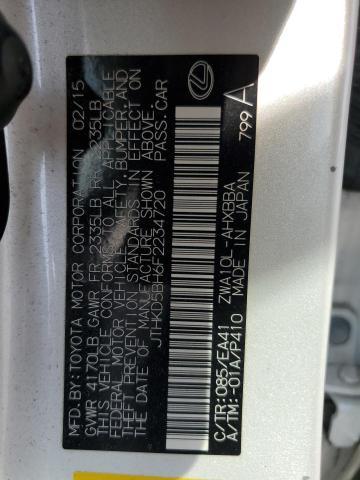 MFD.BY:TOYOTA MOTOR CORPORATION 02/15
GVWR 4170LB GAWR FR 2335LB RR 2235LB
THIS VEHICLE CONFORMS TO ALL APPLICABLE
FEDERAL MOTOR VEHICLE SAFETY, BUMPER, AND
THEFT PREVENTION STANDARDS IN EFFECT ON
THE DATE OF MANUFACTURE SHOWN ABOVE.
JTHKD5BH6F2234720 PASS.CAR
C/TR:085/EA41 ZWA10L-AHXBBA
A/TM:-01A/P410 MADE IN JAPAN
799 A